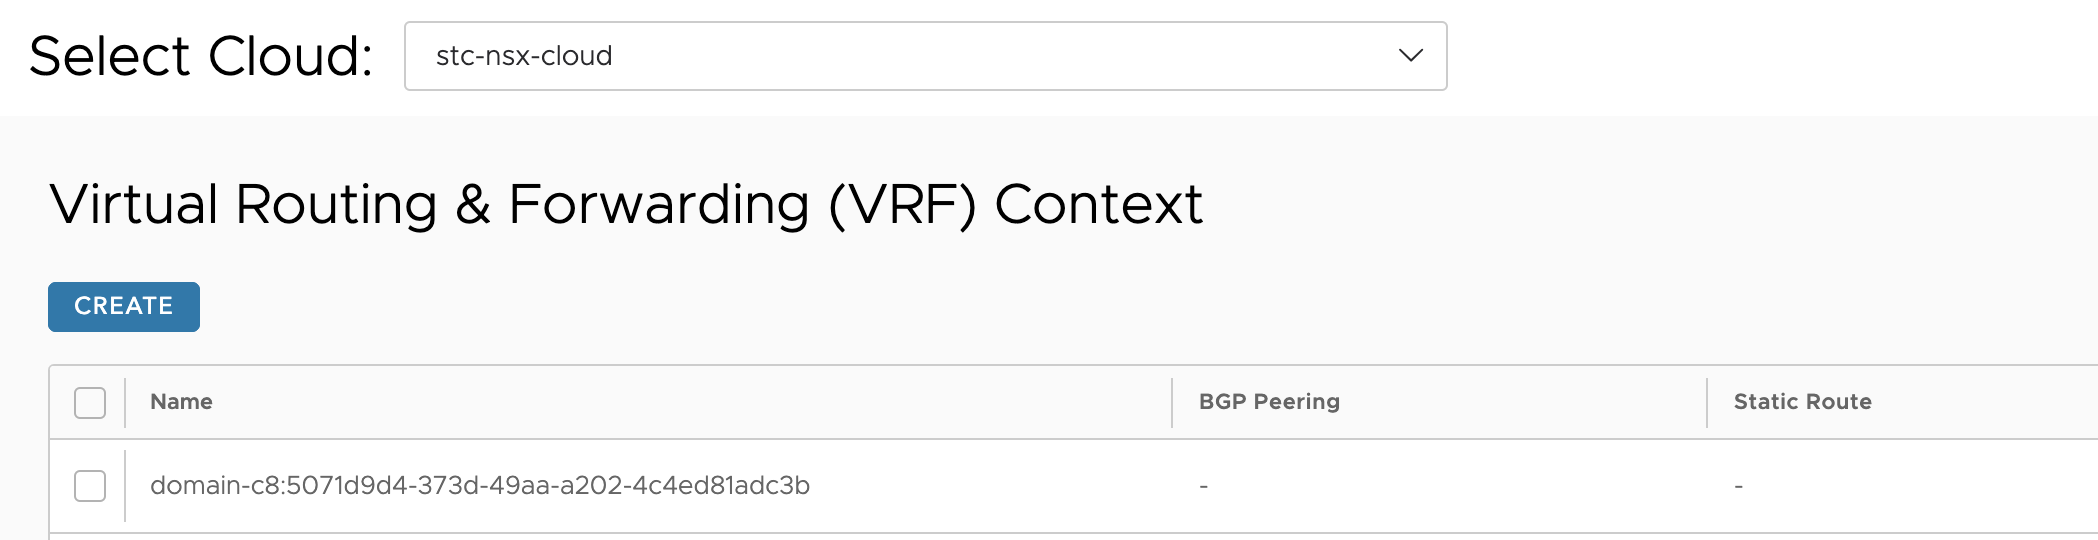 Select Cloud: stc-nsx-cloud
Virtual Routing & Forwarding (VRF) Context
CREATE
Name BGP Peering Static Route
domain-c8:5071d9d4-373d-49aa-a202-4c4ed81adc3b - -